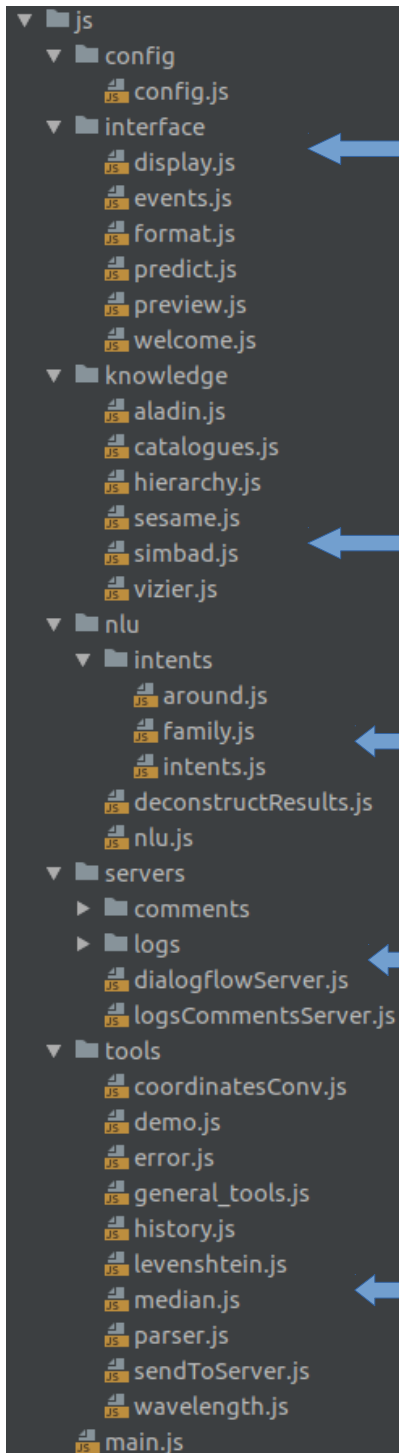 js
config
config.js
interface
display.js
events.js
format.js
predict.js
preview.js
welcome.js
knowledge
aladin.js
catalogues.js
hierarchy.js
sesame.js
simbad.js
vizier.js
nlu
intents
around.js
family.js
intents.js
deconstructResults.js
nlu.js
servers
comments
logs
dialogflowServer.js
logsCommentsServer.js
tools
coordinatesConv.js
demo.js
error.js
general_tools.js
history.js
levenshtein.js
median.js
parser.js
sendToServer.js
wavelength.js
main.js